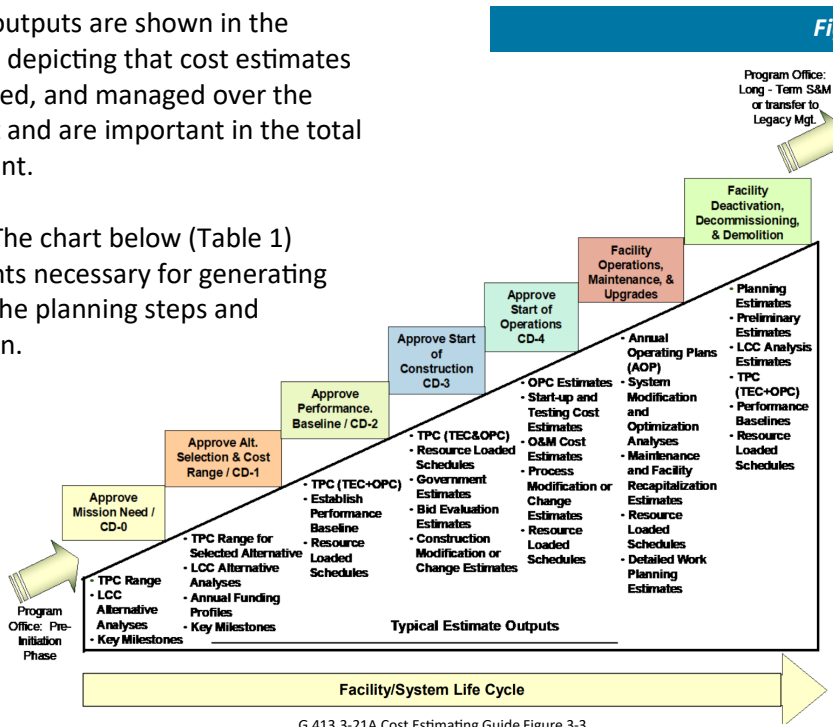 outputs are shown in the
depicting that cost estimates
ed, and managed over the
and are important in the total
nt.
The chart below (Table 1)
nts necessary for generating
he planning steps and
n.
Program Office:
Long - Term S&M
or transfer to
Legacy Mgt.
Facility
Deactivation,
Decommissioning,
& Demolition
Facility
Operations,
Maintenance, &
Upgrades
Approve
Start of
Operations
CD-4
Approve Start
of
Construction
CD-3
Approve
Performance.
Baseline / CD-2
Approve Alt.
Selection & Cost
Range / CD-1
Approve
Mission Need /
CD-0
Program
Office: Pre-
Initiation
Phase
- TPC Range
- LCC
Alternative
Analyses
- Key Milestones
- TPC Range for
Selected Alternative
- LCC Alternative
Analyses
- Annual Funding
Profiles
- Key Milestones
- TPC (TEC+OPC)
- Establish
Performance
Baseline
- Resource
Loaded
Schedules
- TPC (TEC&OPC)
- Resource Loaded
Schedules
- Government
Estimates
- Bid Evaluation
Estimates
- Construction
Modification or
Change Estimates
- OPC Estimates
- Start-up and
Testing Cost
Estimates
- O&M Cost
Estimates
- Process
Modification or
Change
Estimates
- Resource
Loaded
Schedules
- Annual
Operating Plans
(AOP)
- System
Modification
and
Optimization
Analyses
- Maintenance
and Facility
Recapitalization
Estimates
- Resource
Loaded
Schedules
- Detailed Work
Planning
Estimates
- Planning
Estimates
- Preliminary
Estimates
- LCC Analysis
Estimates
- TPC
(TEC+OPC)
- Performance
Baselines
- Resource
Loaded
Schedules
Typical Estimate Outputs
Facility/System Life Cycle
G 413.3-21A Cost Estimating Guide Figure 3-3